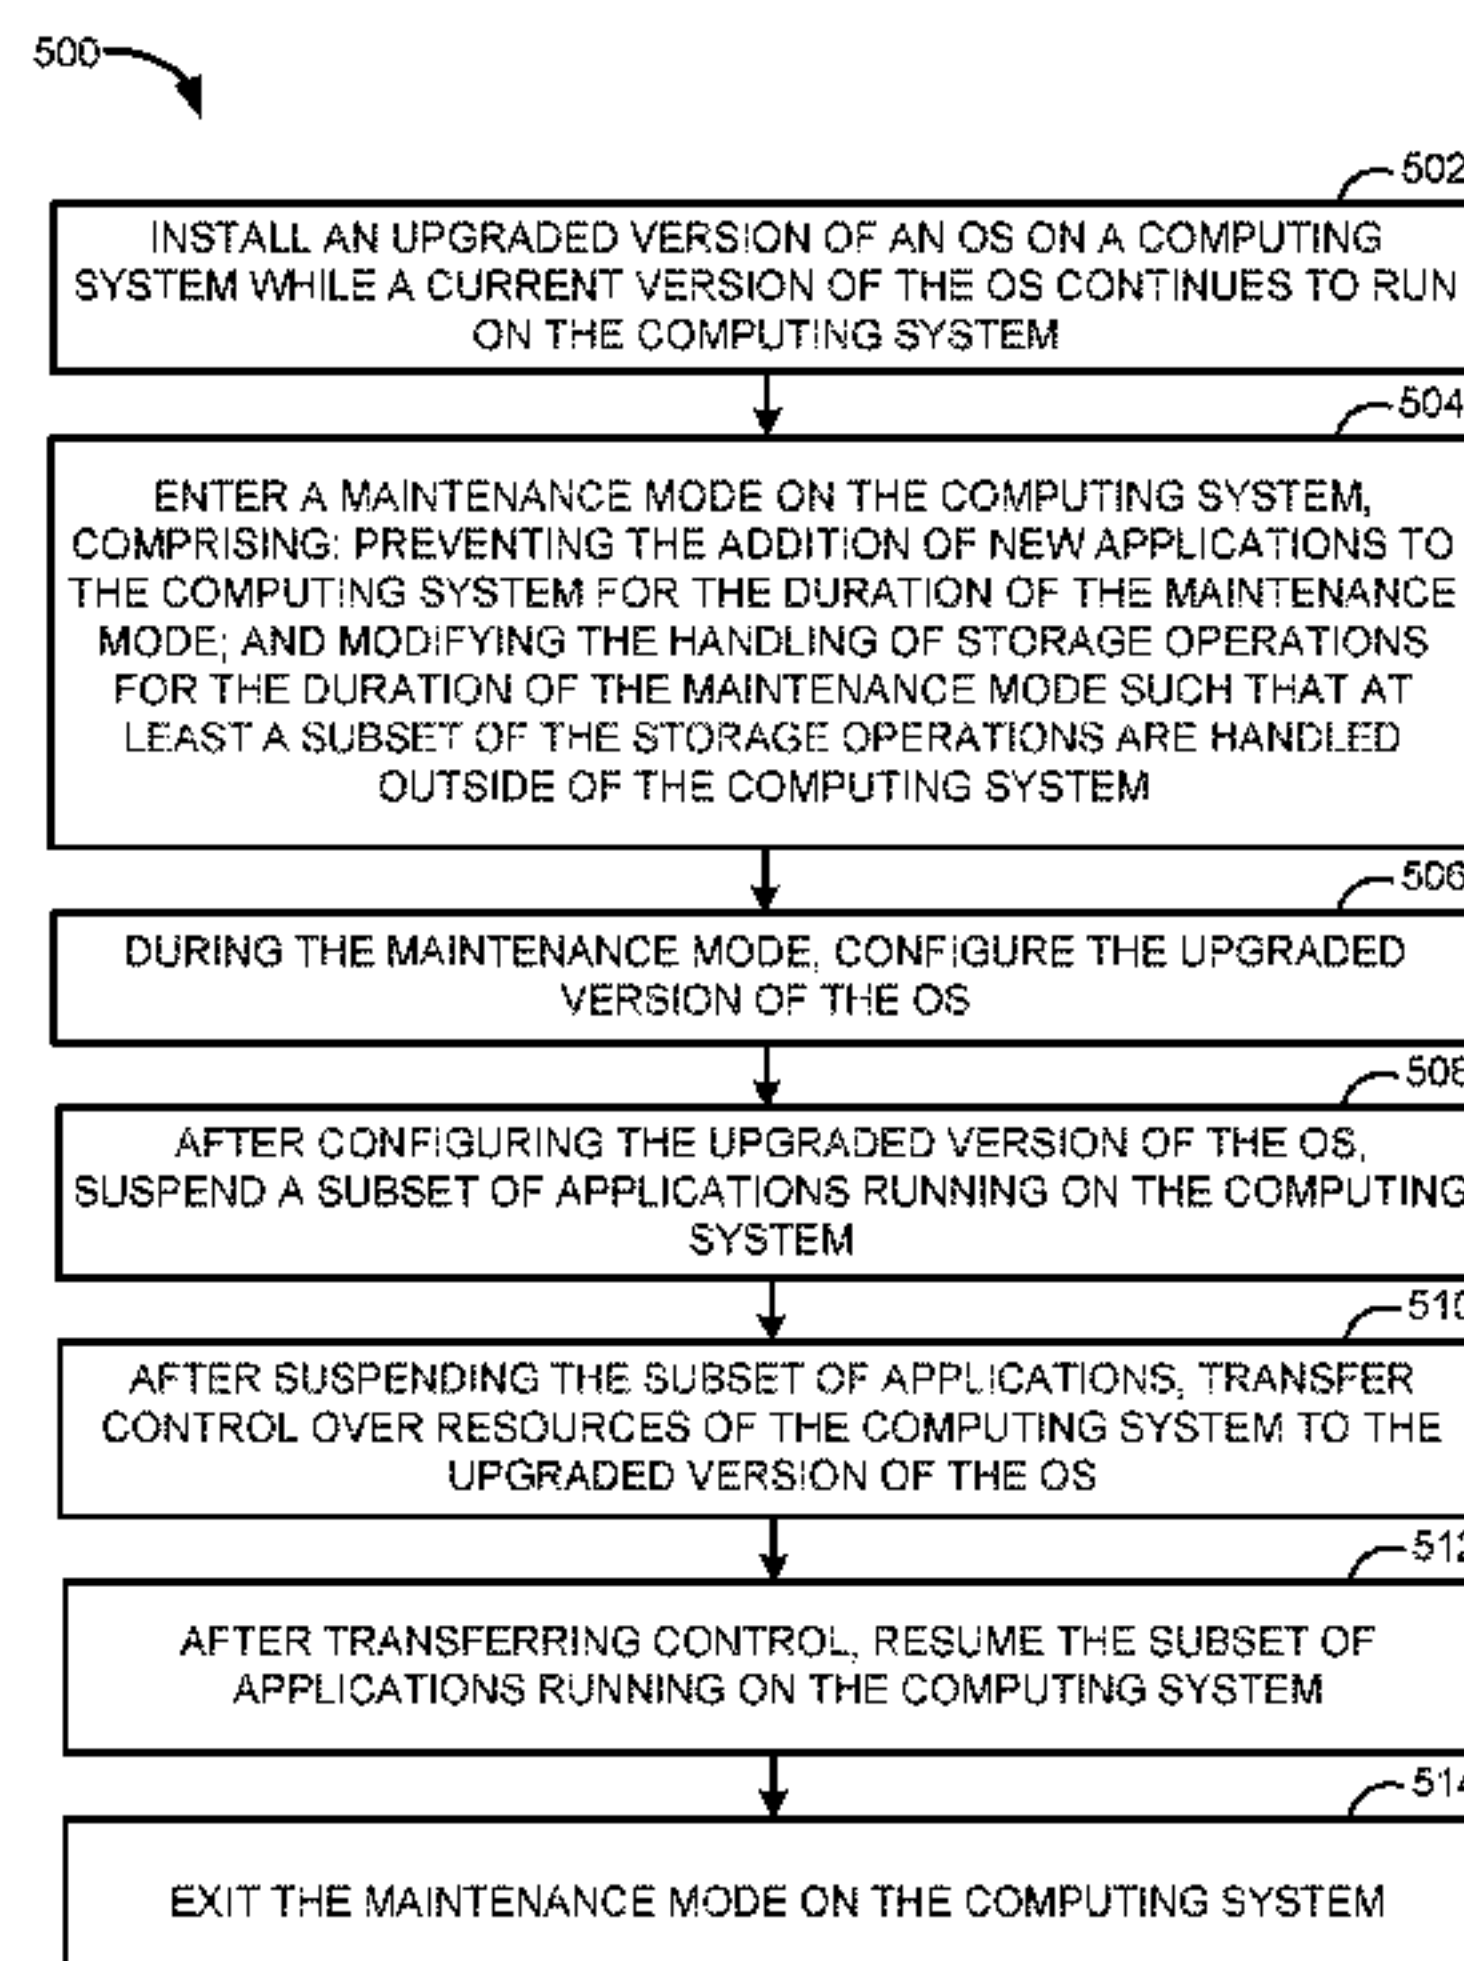 500
502
INSTALL AN UPGRADED VERSION OF AN OS ON A COMPUTING
SYSTEM WHILE A CURRENT VERSION OF THE OS CONTINUES TO RUN
ON THE COMPUTING SYSTEM
504
ENTER A MAINTENANCE MODE ON THE COMPUTING SYSTEM,
COMPRISING: PREVENTING THE ADDITION OF NEW APPLICATIONS TO
THE COMPUTING SYSTEM FOR THE DURATION OF THE MAINTENANCE
MODE; AND MODIFYING THE HANDLING OF STORAGE OPERATIONS
FOR THE DURATION OF THE MAINTENANCE MODE SUCH THAT AT
LEAST A SUBSET OF THE STORAGE OPERATIONS ARE HANDLED
OUTSIDE OF THE COMPUTING SYSTEM
506
DURING THE MAINTENANCE MODE, CONFIGURE THE UPGRADED
VERSION OF THE OS
508
AFTER CONFIGURING THE UPGRADED VERSION OF THE OS,
SUSPEND A SUBSET OF APPLICATIONS RUNNING ON THE COMPUTING
SYSTEM
510
AFTER SUSPENDING THE SUBSET OF APPLICATIONS, TRANSFER
CONTROL OVER RESOURCES OF THE COMPUTING SYSTEM TO THE
UPGRADED VERSION OF THE OS
512
AFTER TRANSFERRING CONTROL, RESUME THE SUBSET OF
APPLICATIONS RUNNING ON THE COMPUTING SYSTEM
514
EXIT THE MAINTENANCE MODE ON THE COMPUTING SYSTEM